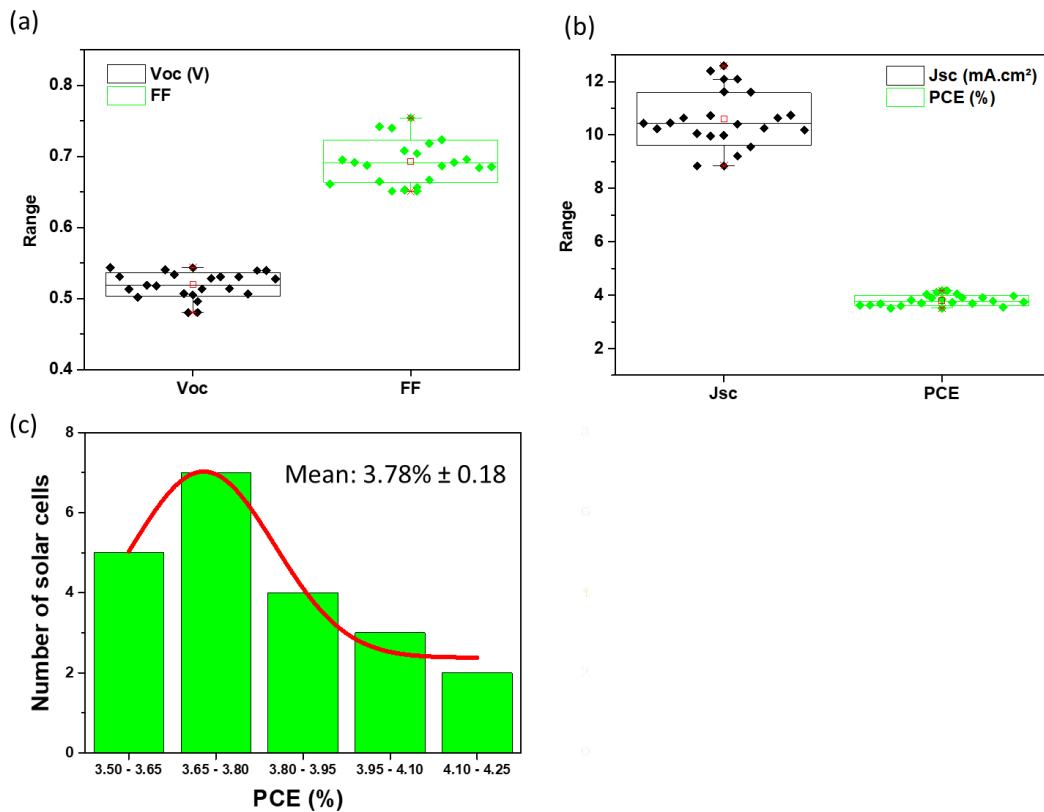 (a)
Voc (V)
FF
0.8
0.7
0.6
0.5
0.4
Range
Voc
FF
(b)
Jsc (mA.cm²)
PCE (%)
12
10
8
6
4
2
Range
Jsc
PCE
(c)
Mean: 3.78% ± 0.18
8
6
4
2
0
Number of solar cells
3.50 - 3.65
3.65 - 3.80
3.80 - 3.95
3.95 - 4.10
4.10 - 4.25
PCE (%)